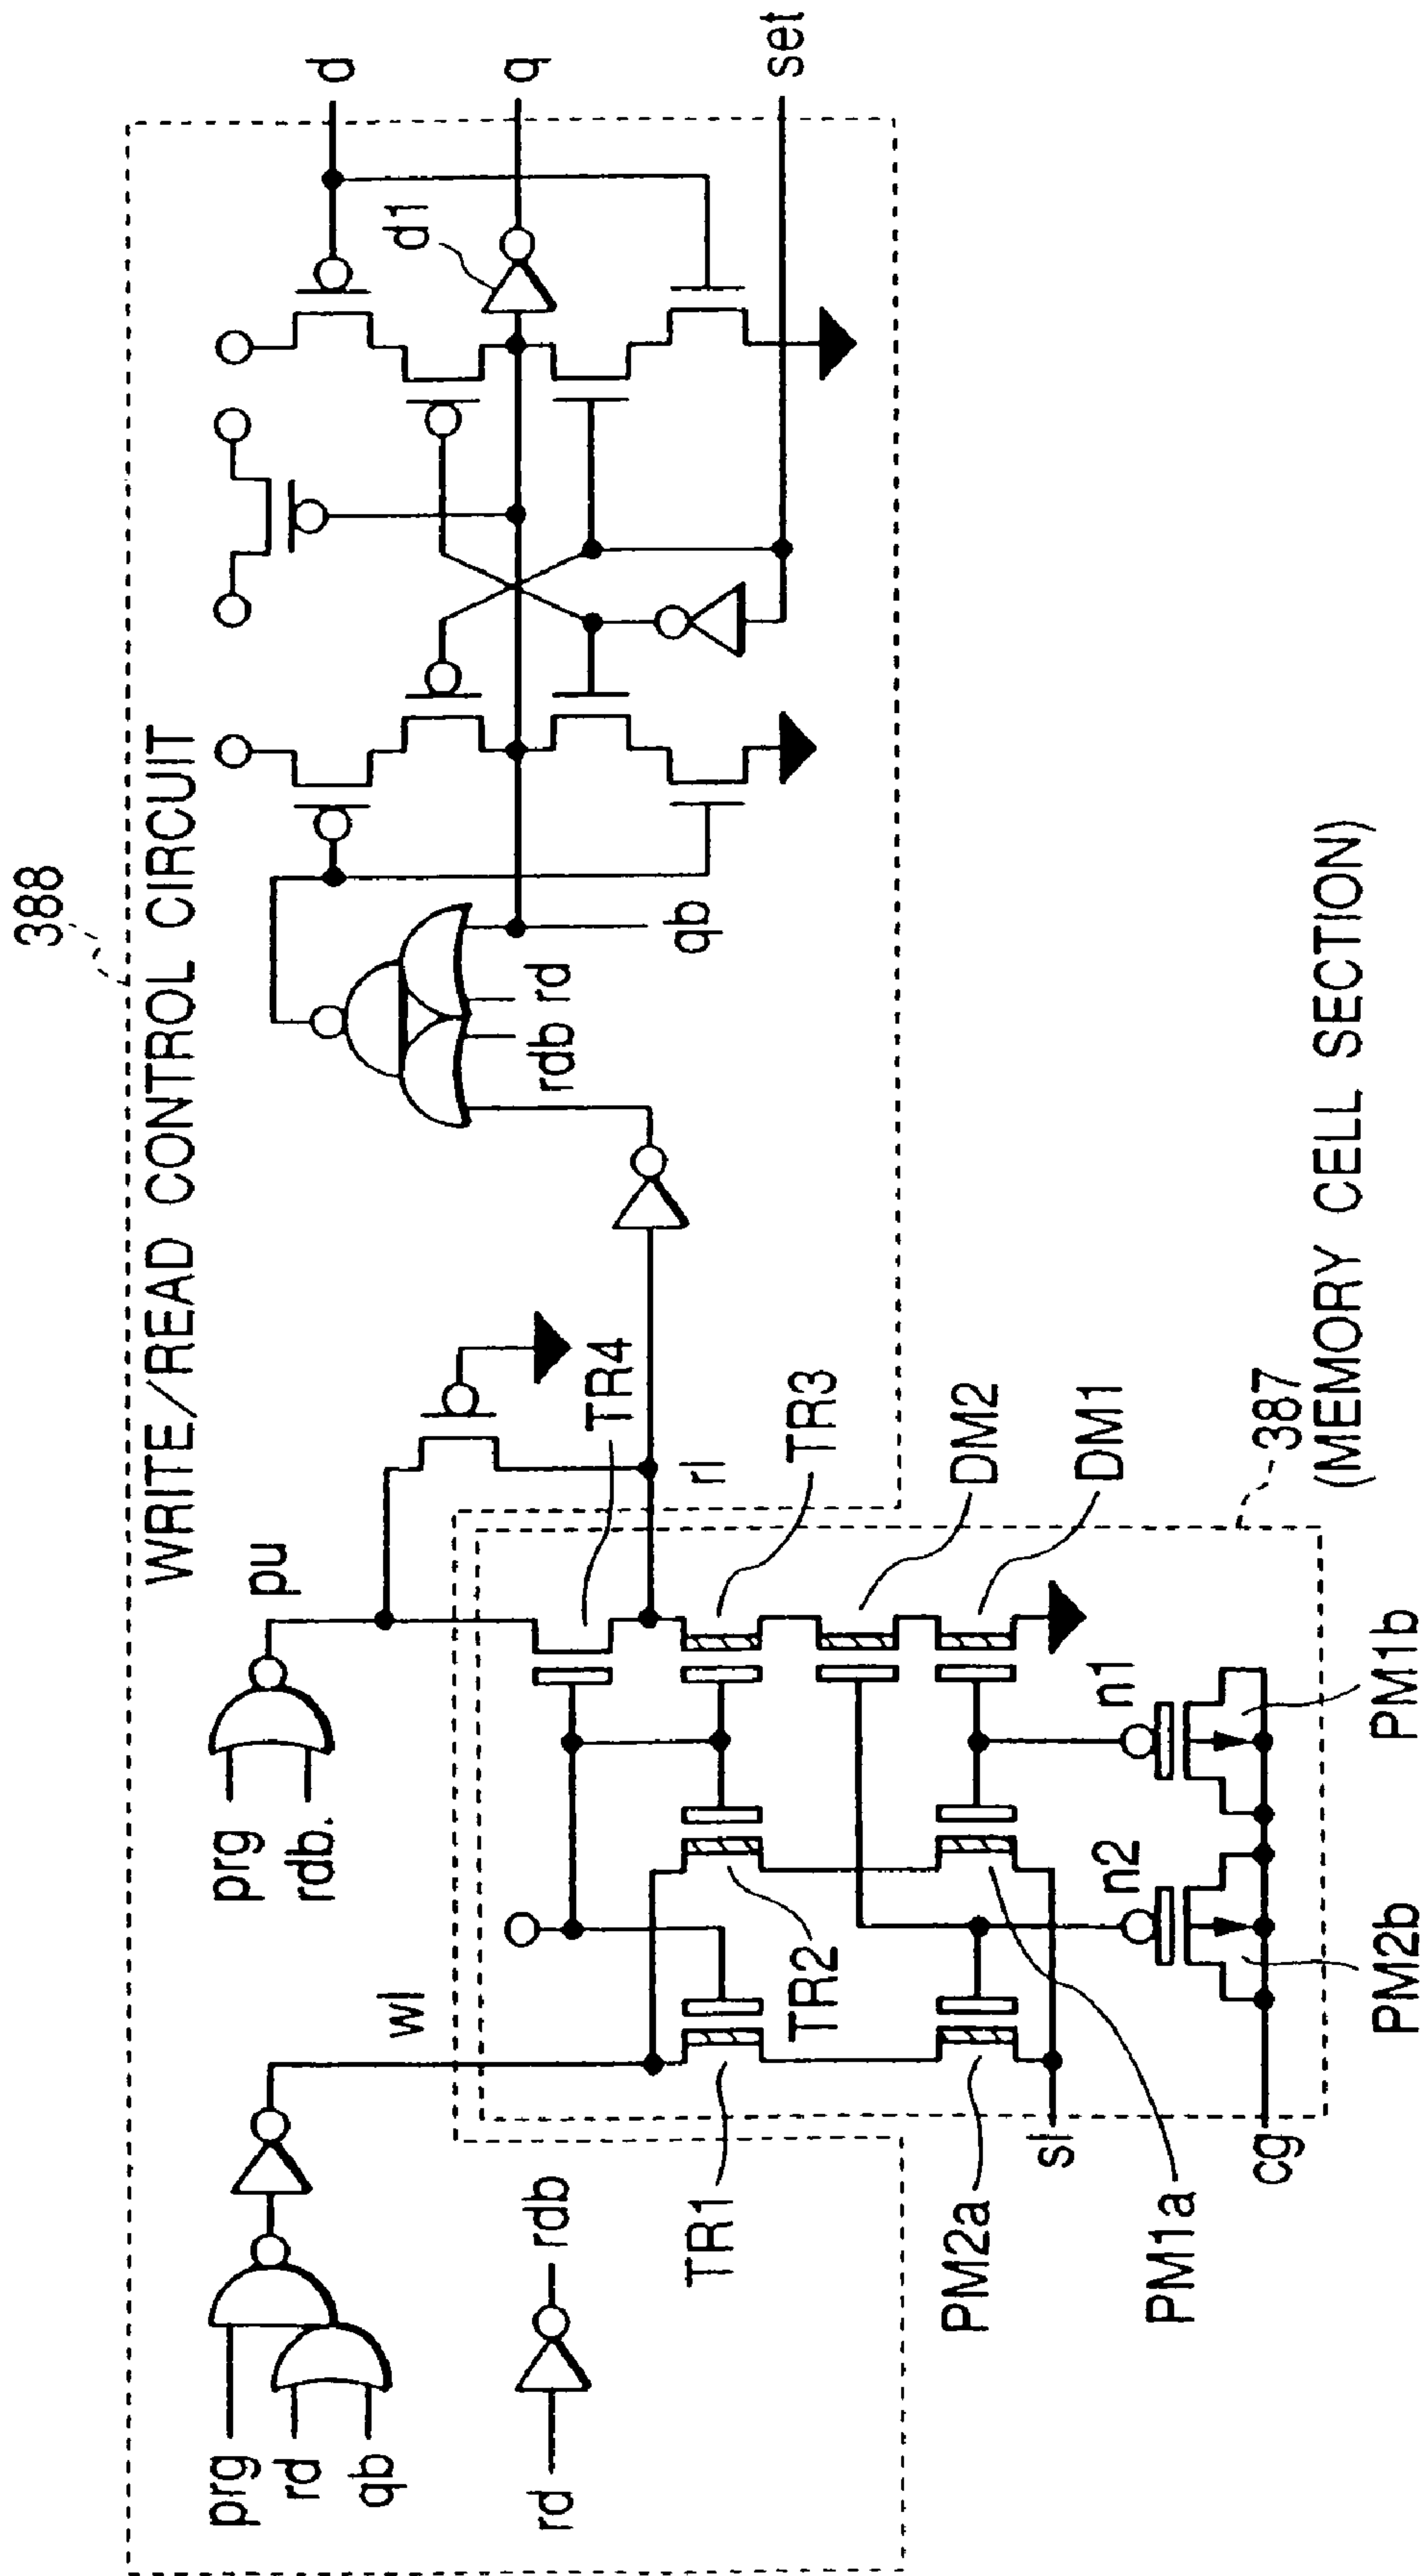 388
WRITE/READ CONTROL CIRCUIT
prg
rd
qb
wl
prg
rdb.
pu
rd
rdb
TR4
rl
rdb
rd
qb
d1
d
q
set
TR1
TR2
TR3
DM2
DM1
PM2a
PM1a
sl
cg
n2
n1
PM2b
PM1b
387
(MEMORY CELL SECTION)